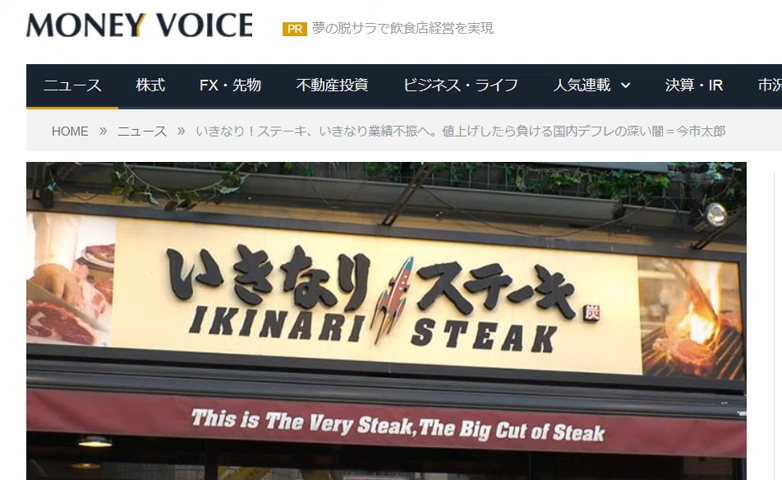 MONEY VOICE
PR 夢の脱サラで飲食店経営を実現
ニュース 株式 FX・先物 不動産投資 ビジネス・ライフ 人気連載 決算・IR 市況
HOME » ニュース » いきなり！ステーキ、いきなり業績不振へ。値上げしたら負ける国内デフレの深い闇＝今市太郎
いきなりステーキ 炭
IKINARI STEAK
This is The Very Steak,The Big Cut of Steak